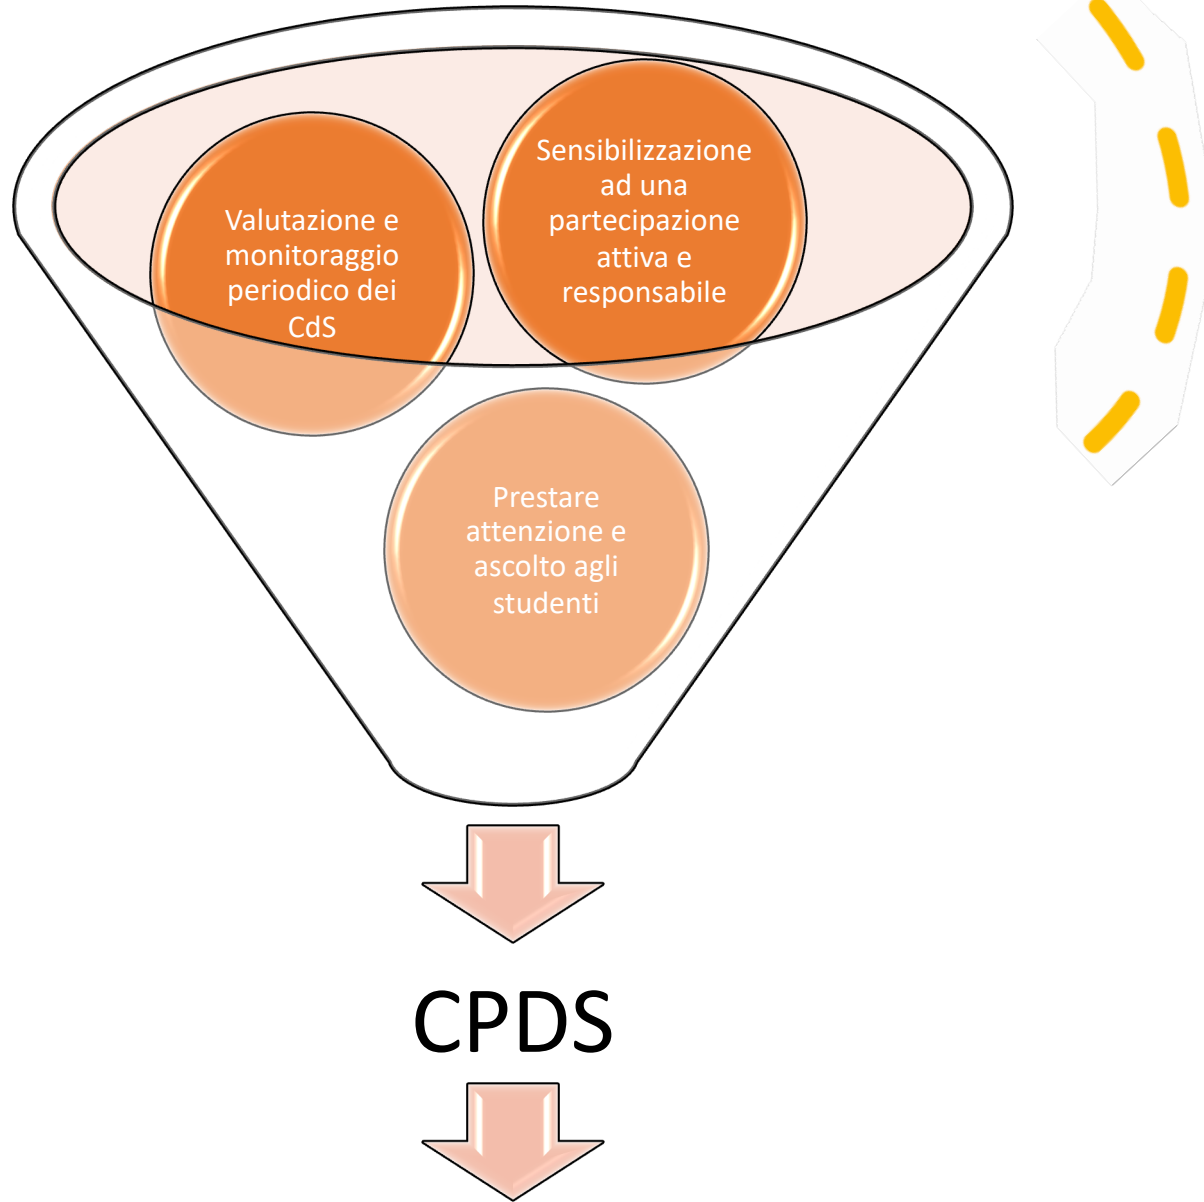 Valutazione e
monitoraggio
periodico dei
CdS
Sensibilizzazione
ad una
partecipazione
attiva e
responsabile
Prestare
attenzione e
ascolto agli
studenti
CPDS